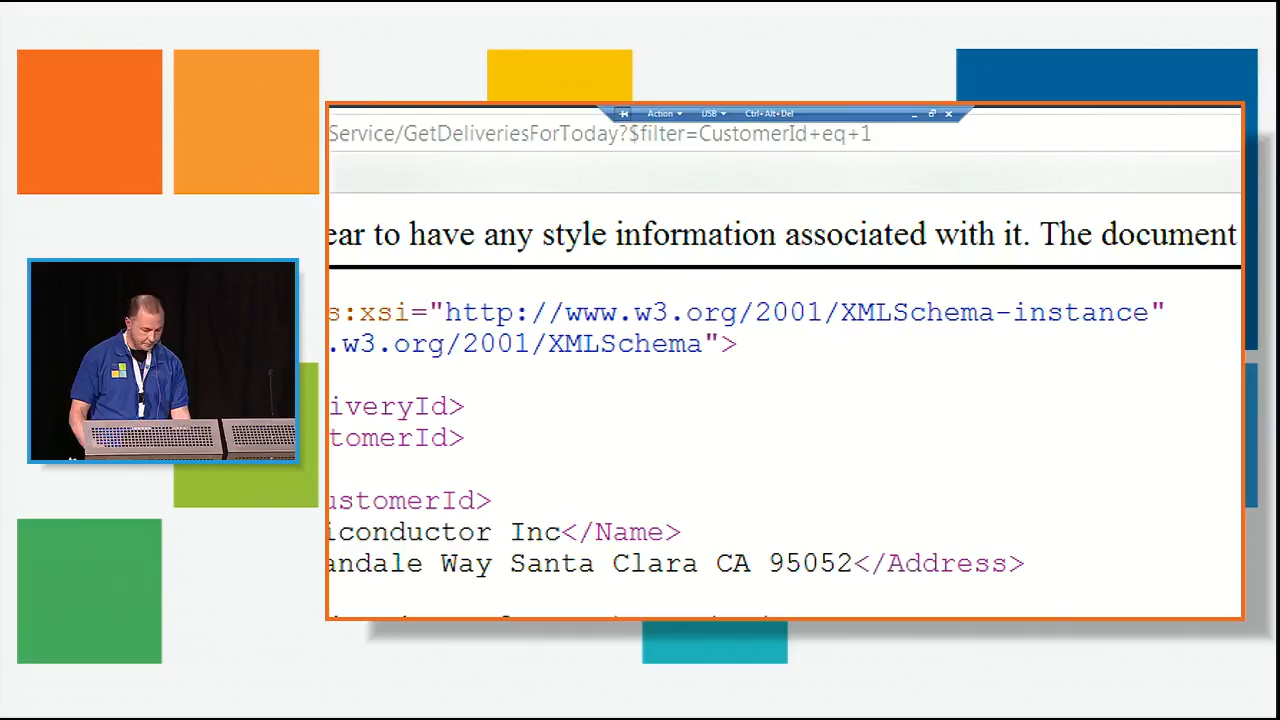 Action USB Ctrl+Alt+Del
Service/GetDeliveriesForToday?$filter=CustomerId+eq+1
ear to have any style information associated with it. The document
s:xsi="http://www.w3.org/2001/XMLSchema-instance"
.w3.org/2001/XMLSchema">
iveryId>
tomerId>
ustomerId>
iconductor Inc</Name>
andale Way Santa Clara CA 95052</Address>